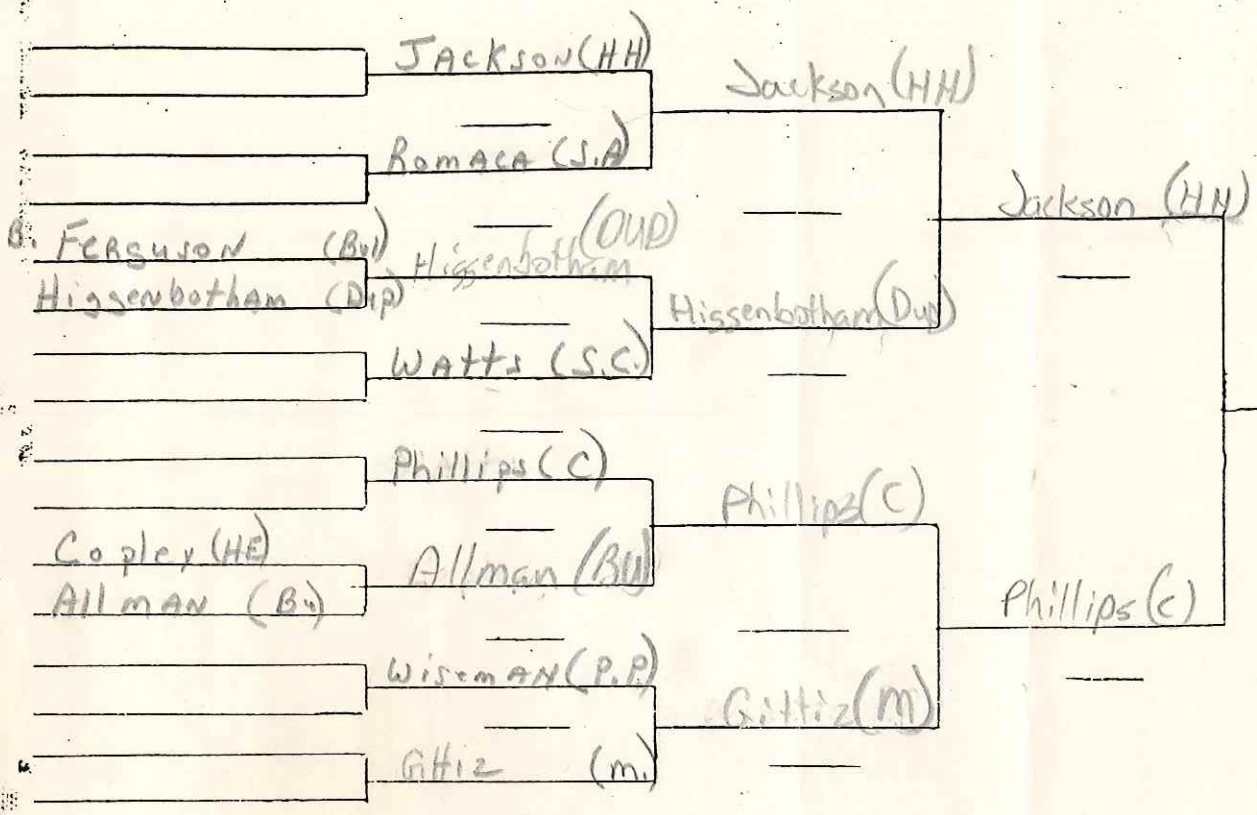 Jackson (HH)
Jackson (HH)
Romaca (S.A)
Jackson (HH)
B. Ferguson (Bul)
Higgenbotham (Dup)
Higgenbotham (Dup)
Higgenbotham (Dup)
Watts (S.C.)
Phillips (C)
Phillips (C)
Copley (HE)
Allman (Bu)
Allman (Bu)
Phillips (C)
Wiseman (P.P)
Gittiz (M)
Gittiz (m.)